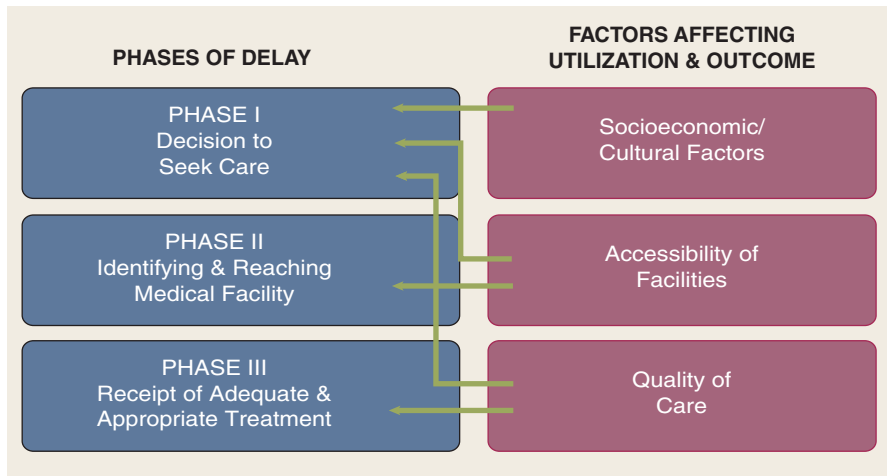 PHASES OF DELAY
FACTORS AFFECTING
UTILIZATION & OUTCOME
PHASE I
Decision to
Seek Care
Socioeconomic/
Cultural Factors
PHASE II
Identifying & Reaching
Medical Facility
Accessibility of
Facilities
PHASE III
Receipt of Adequate &
Appropriate Treatment
Quality of
Care